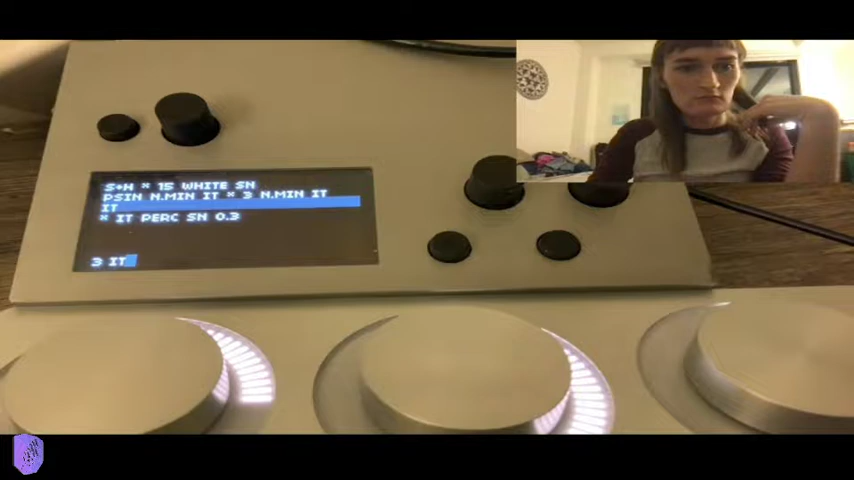 S+H * 15 WHITE SN
PSIN N.MIN IT * 3 N.MIN IT
IT
* IT PERC SN 0.3
3 IT